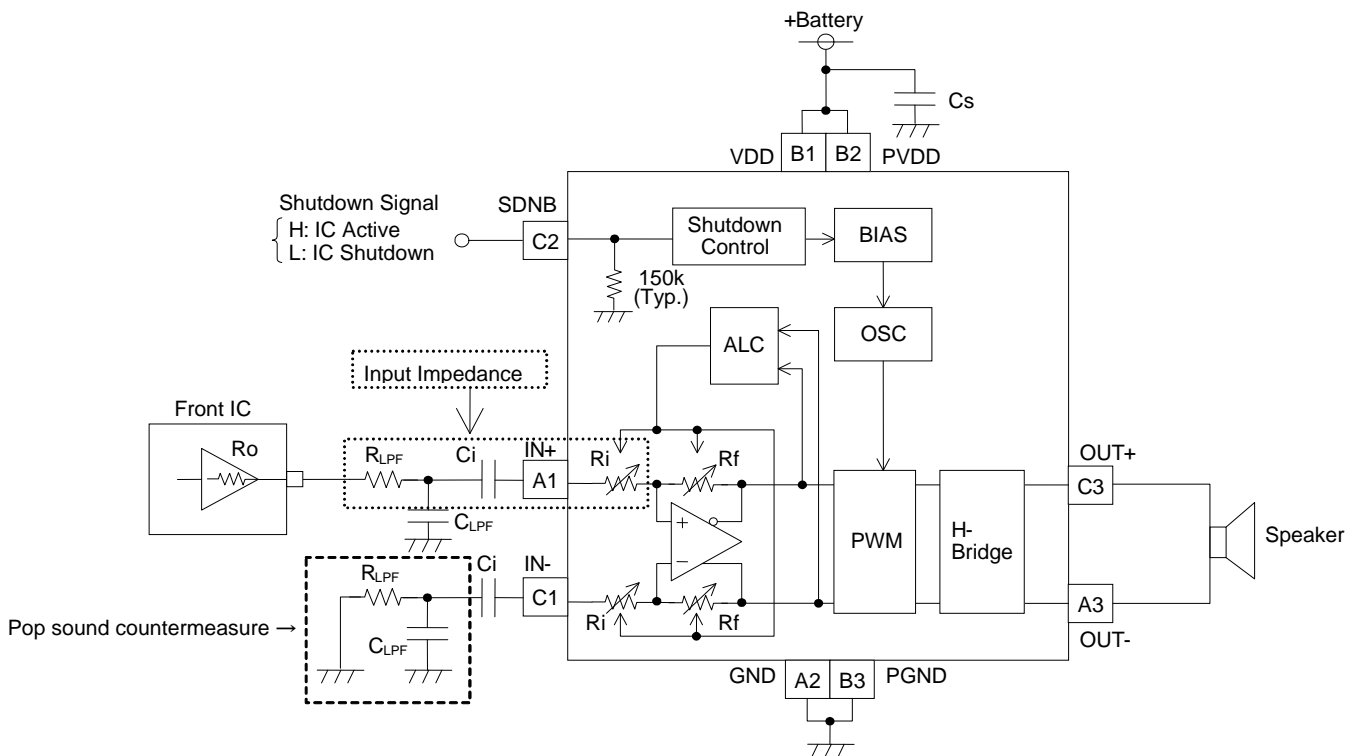 +Battery
Cs
VDD
B1
B2
PVDD
Shutdown Signal
H: IC Active
L: IC Shutdown
SDNB
C2
Shutdown
Control
BIAS
150k
(Typ.)
ALC
OSC
Input Impedance
Front IC
Ro
RLPF
Ci
IN+
A1
Ri
Rf
CLPF
+
−
PWM
H-
Bridge
OUT+
C3
Speaker
RLPF
Ci
IN-
C1
Ri
Rf
A3
OUT-
Pop sound countermeasure →
CLPF
GND
A2
B3
PGND